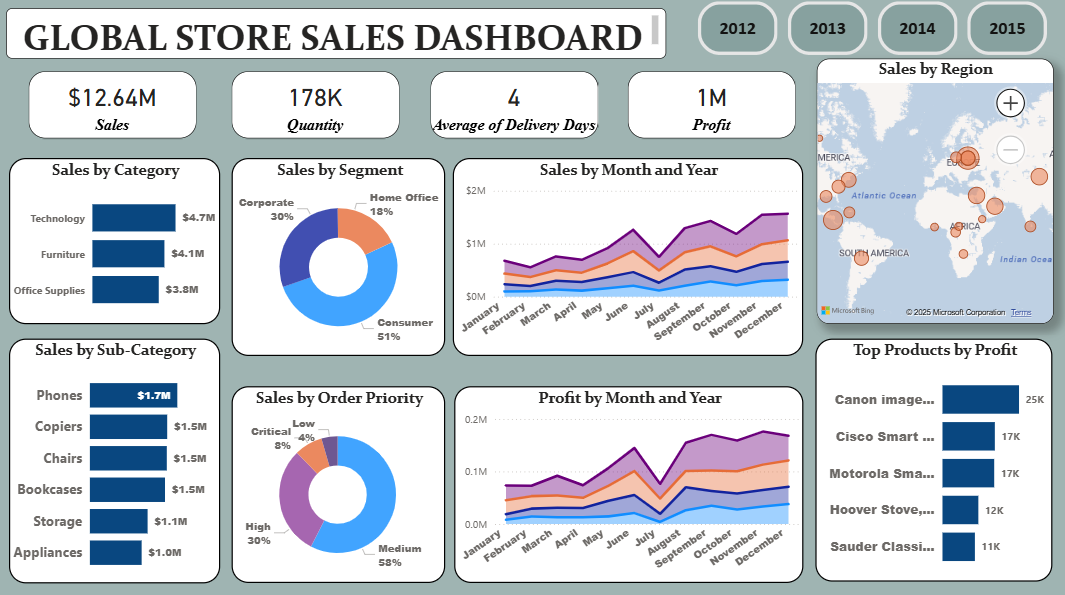 GLOBAL STORE SALES DASHBOARD
2012
2013
2014
2015
$12.64M
Sales
178K
Quantity
4
Average of Delivery Days
1M
Profit
Sales by Region
MERICA
EUROPE
Atlantic Ocean
AFRICA
SOUTH AMERICA
Indian Ocea
A
Microsoft Bing
© 2025 Microsoft Corporation Terms
Sales by Category
Technology
$4.7M
Furniture
$4.1M
Office Supplies
$3.8M
Sales by Segment
Corporate
30%
Home Office
18%
Consumer
51%
Sales by Month and Year
$2M
$1M
$0M
January
February
March
April
May
June
July
August
September
October
November
December
Sales by Sub-Category
Phones
$1.7M
Copiers
$1.5M
Chairs
$1.5M
Bookcases
$1.5M
Storage
$1.1M
Appliances
$1.0M
Sales by Order Priority
Low
4%
Critical
8%
High
30%
Medium
58%
Profit by Month and Year
0.2M
0.1M
0.0M
January
February
March
April
May
June
July
August
September
October
November
December
Top Products by Profit
Canon image...
25K
Cisco Smart ...
17K
Motorola Sma...
17K
Hoover Stove,...
12K
Sauder Classi...
11K